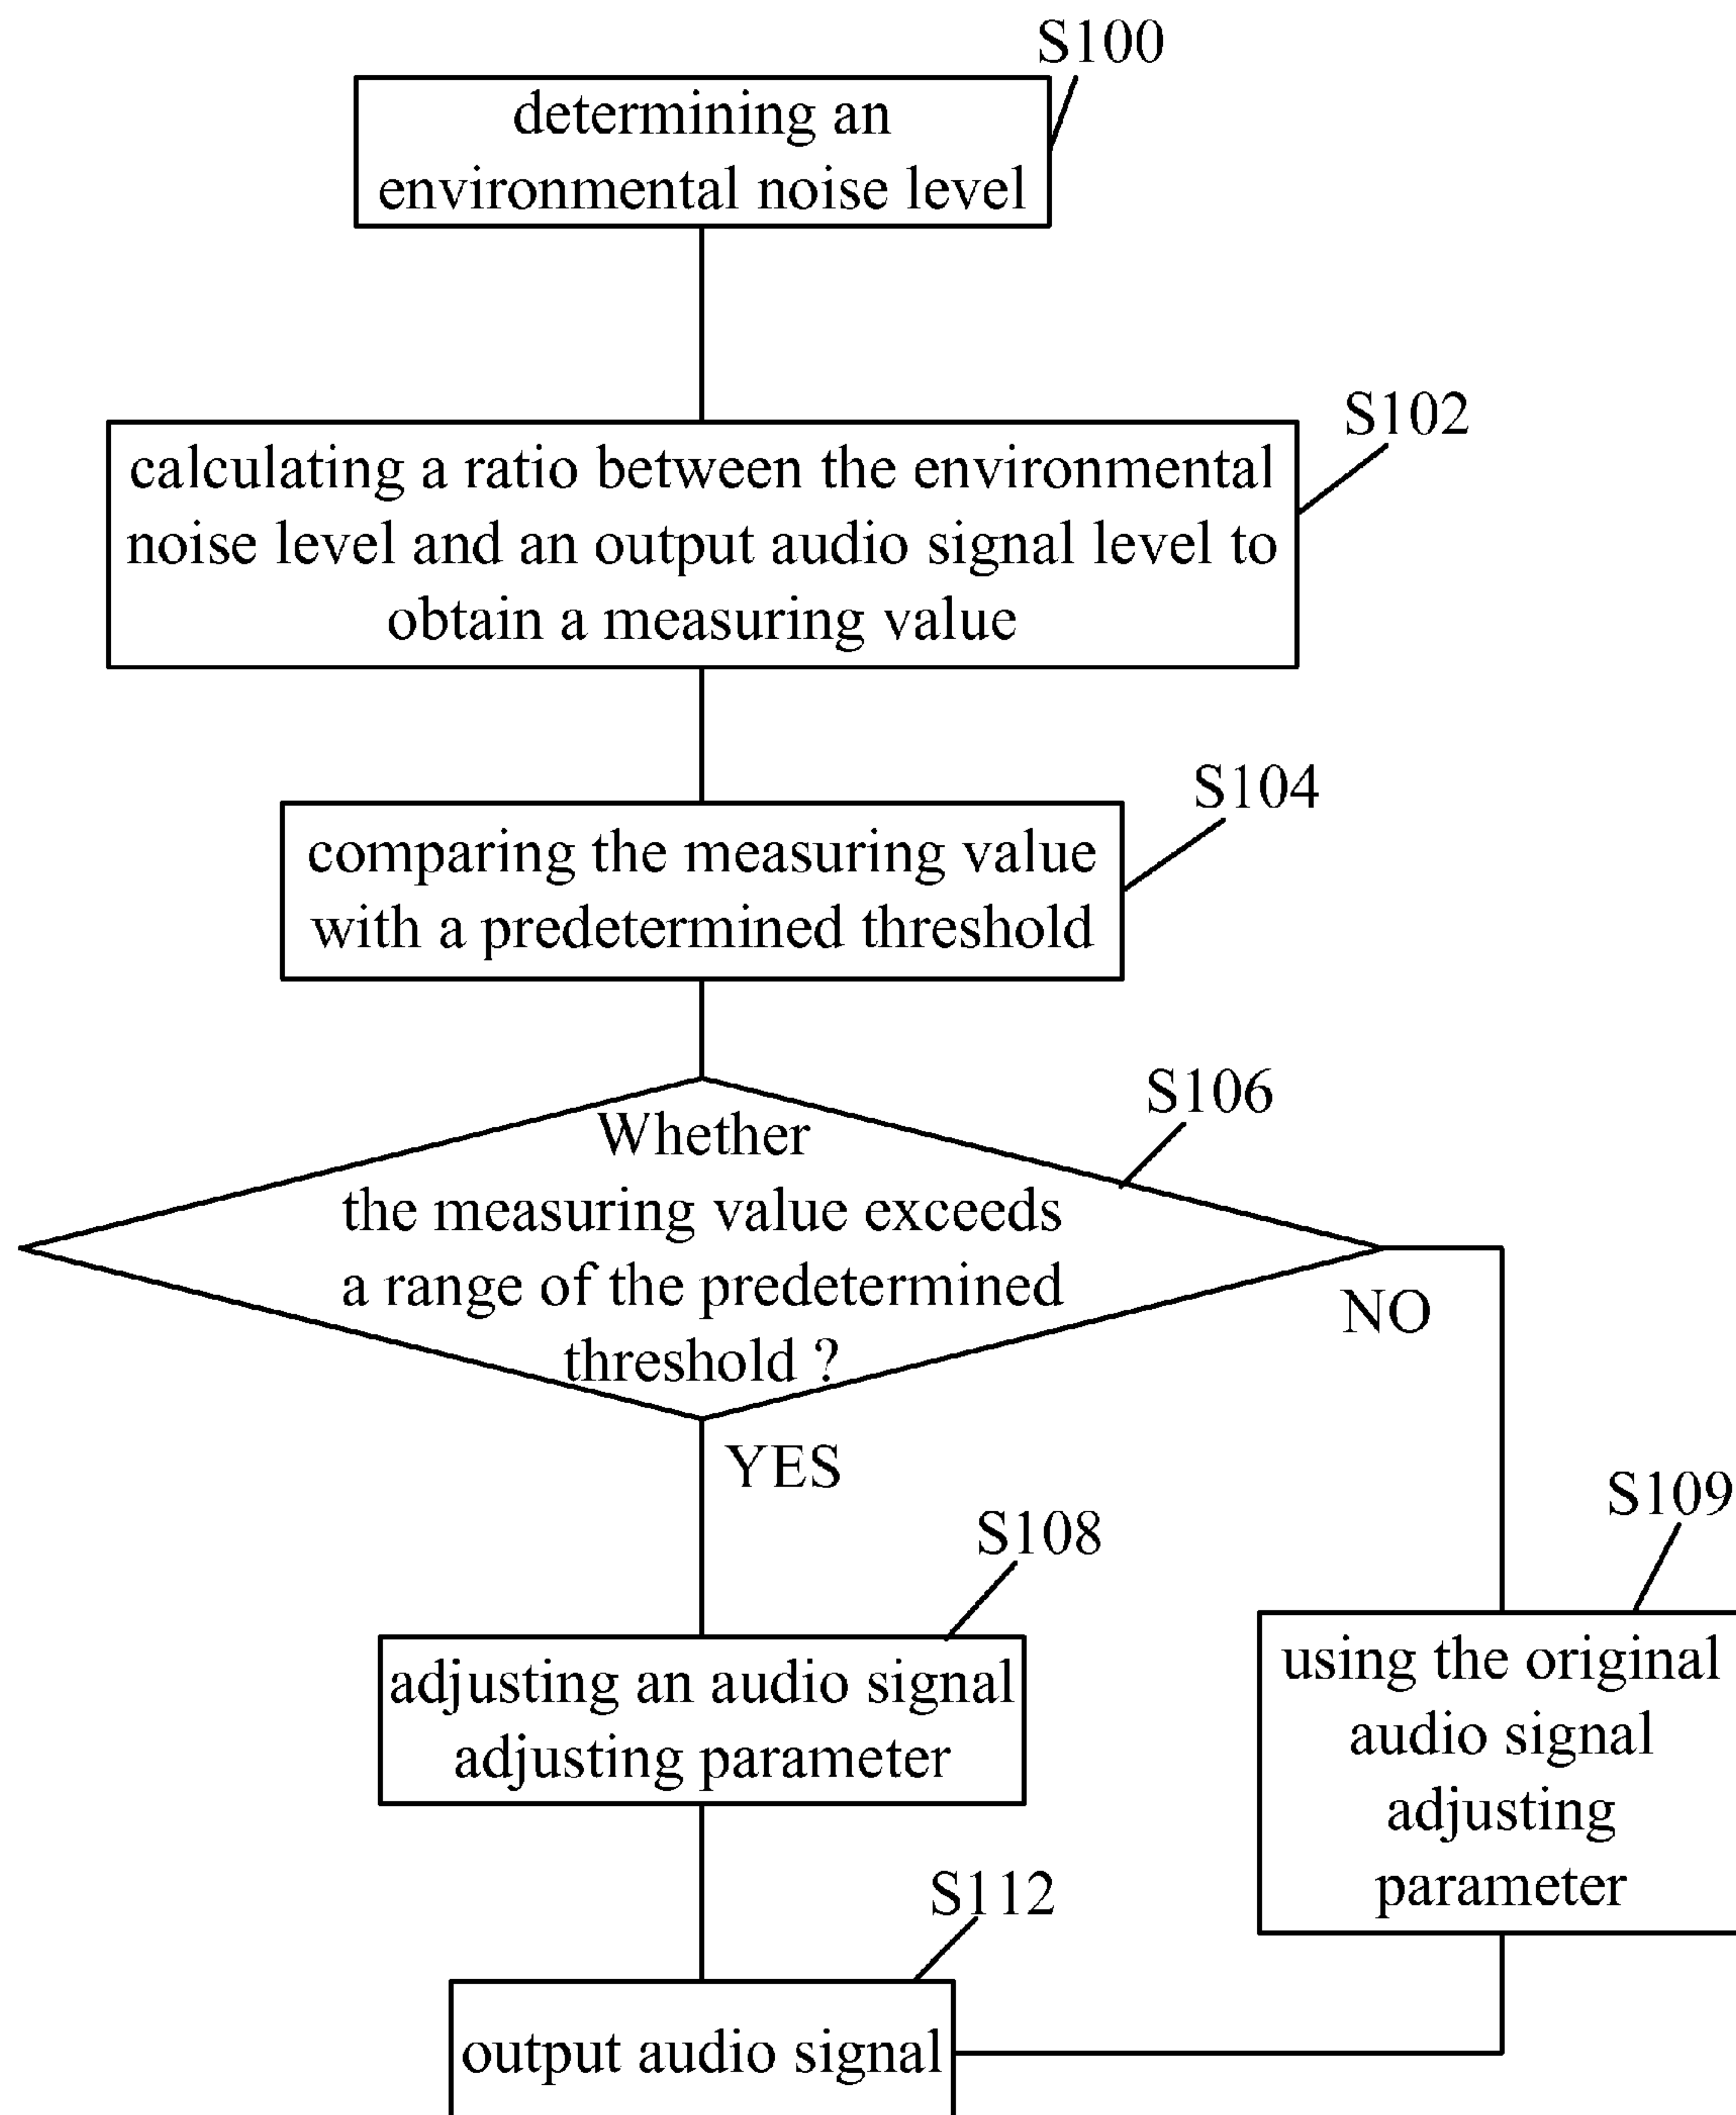 S100
determining an
environmental noise level
S102
calculating a ratio between the environmental
noise level and an output audio signal level to
obtain a measuring value
S104
comparing the measuring value
with a predetermined threshold
S106
Whether
the measuring value exceeds
a range of the predetermined
threshold ?
NO
YES
S108
adjusting an audio signal
adjusting parameter
S109
using the original
audio signal
adjusting
parameter
S112
output audio signal